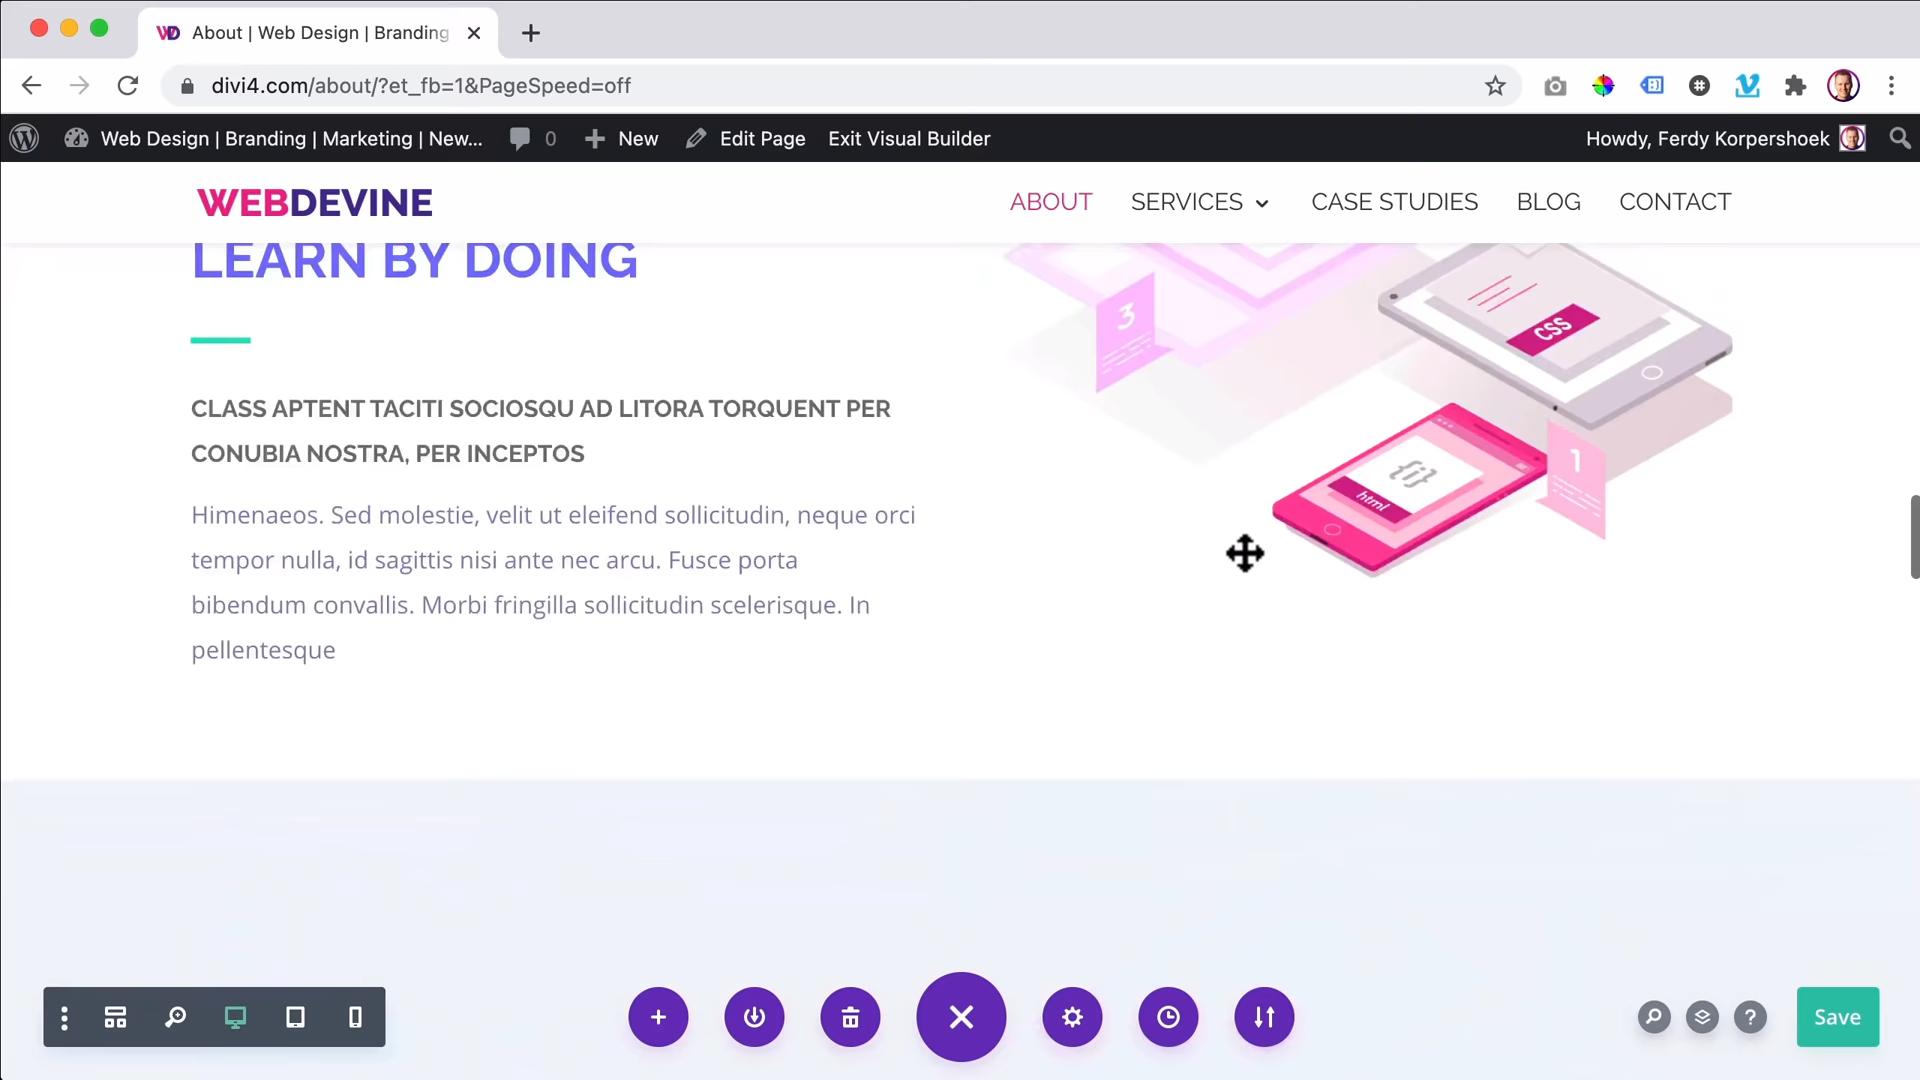 About | Web Design | Branding
divi4.com/about/?et_fb=1&PageSpeed=off
Web Design | Branding | Marketing | New...
0
New
Edit Page
Exit Visual Builder
Howdy, Ferdy Korpershoek
WEBDEVINE
ABOUT
SERVICES
CASE STUDIES
BLOG
CONTACT
LEARN BY DOING
CLASS APTENT TACITI SOCIOSQU AD LITORA TORQUENT PER
CONUBIA NOSTRA, PER INCEPTOS
Himenaeos. Sed molestie, velit ut eleifend sollicitudin, neque orci
tempor nulla, id sagittis nisi ante nec arcu. Fusce porta
bibendum convallis. Morbi fringilla sollicitudin scelerisque. In
pellentesque
3
CSS
1
{i}
html
Save